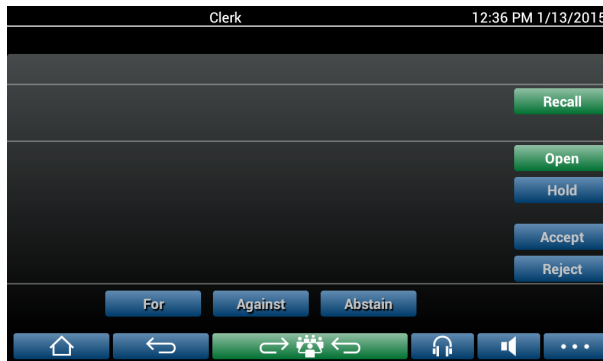 Clerk 12:36 PM 1/13/2015
Recall
Open
Hold
Accept
Reject
For Against Abstain